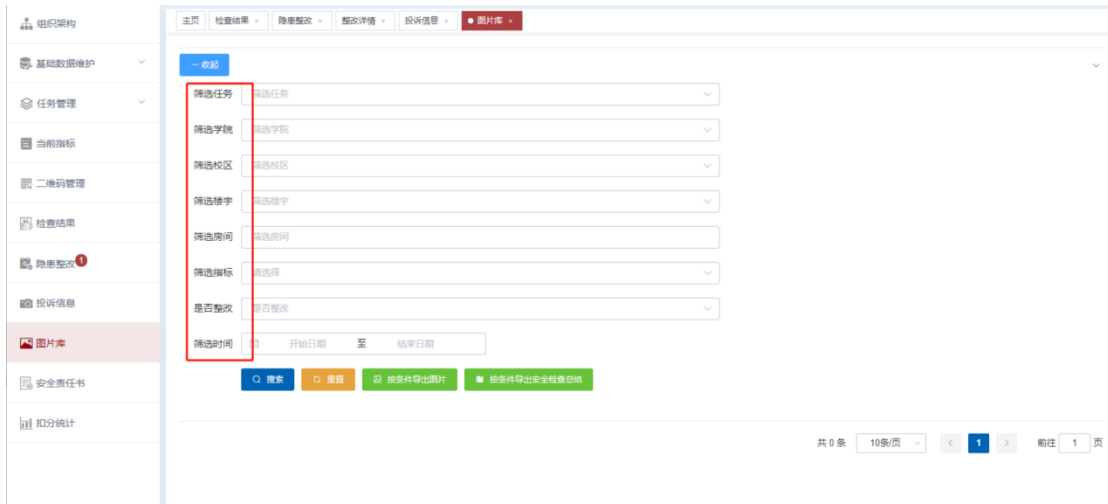 组织架构
基础数据维护
任务管理
当前指标
二维码管理
检查结果
隐患整改 1
投诉信息
图片库
安全责任书
扣分统计
主页 检查结果 × 隐患整改 × 整改详情 × 投诉信息 × 图片库 ×
一 收起
筛选任务 筛选任务
筛选学院 筛选学院
筛选校区 筛选校区
筛选楼宇 筛选楼宇
筛选房间 筛选房间
筛选指标 请选择
是否整改 是否整改
筛选时间 开始日期 至 结束日期
搜索 重置 按条件导出图片 按条件导出安全检查总结
共 0 条 10条/页 < 1 > 前往 1 页